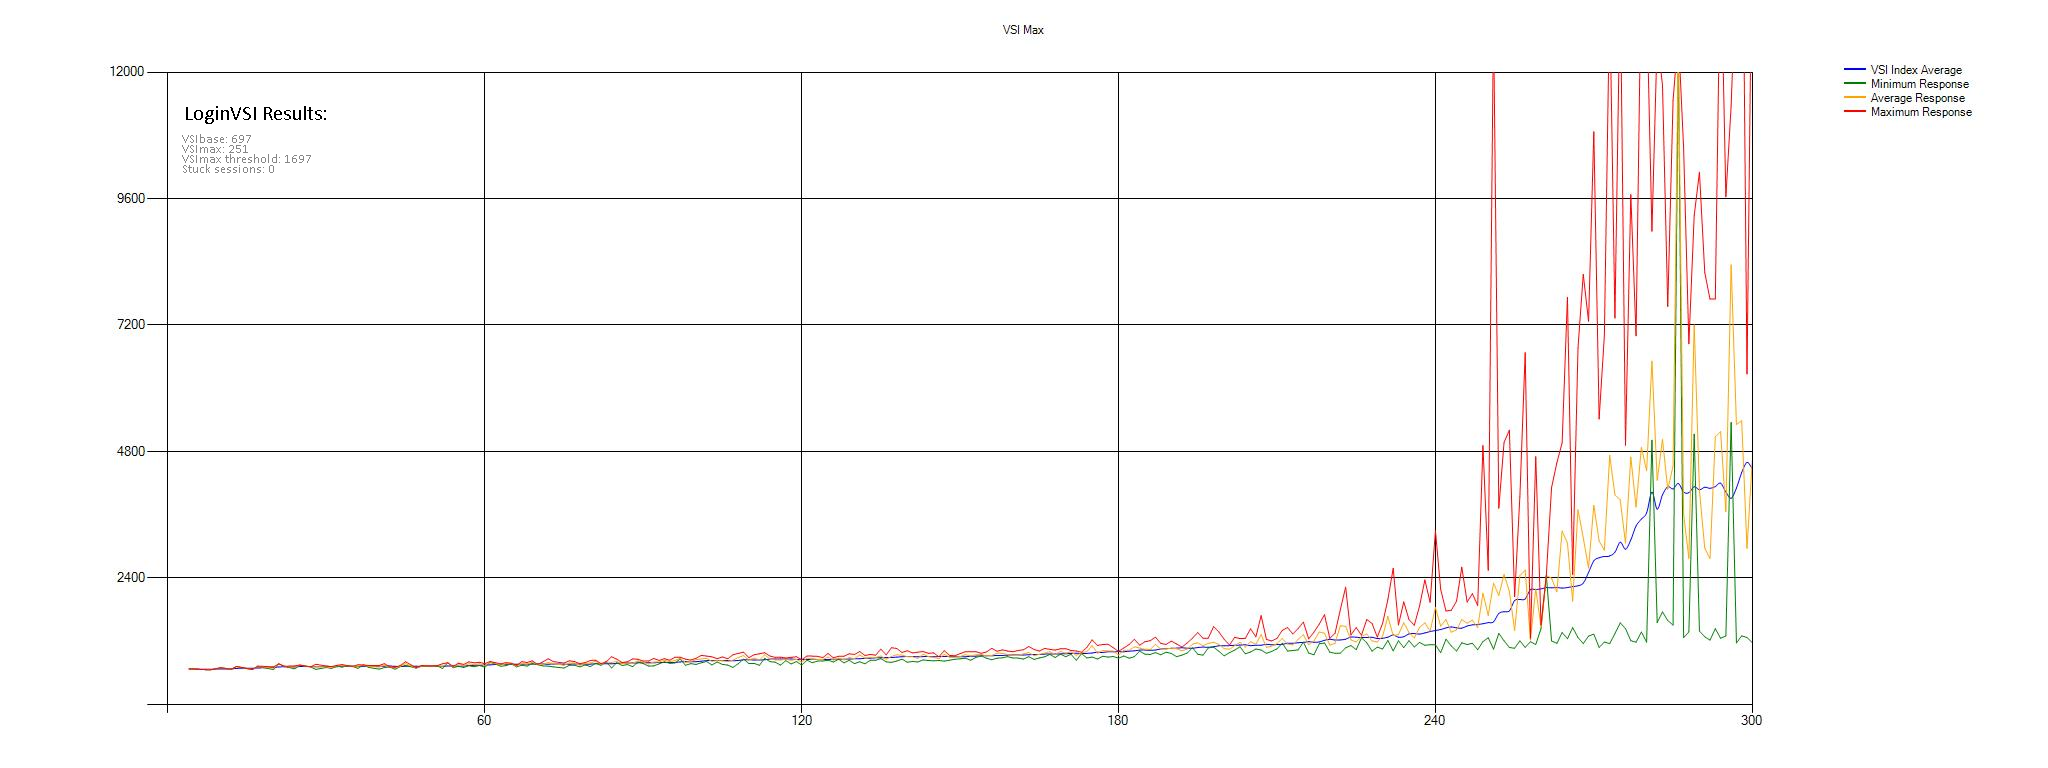 VSI Max
12000
9600
7200
4800
2400
LoginVSI Results:
VSIbase: 697
VSImax: 251
VSImax threshold: 1697
Stuck sessions: 0
VSI Index Average
Minimum Response
Average Response
Maximum Response
60
120
180
240
300